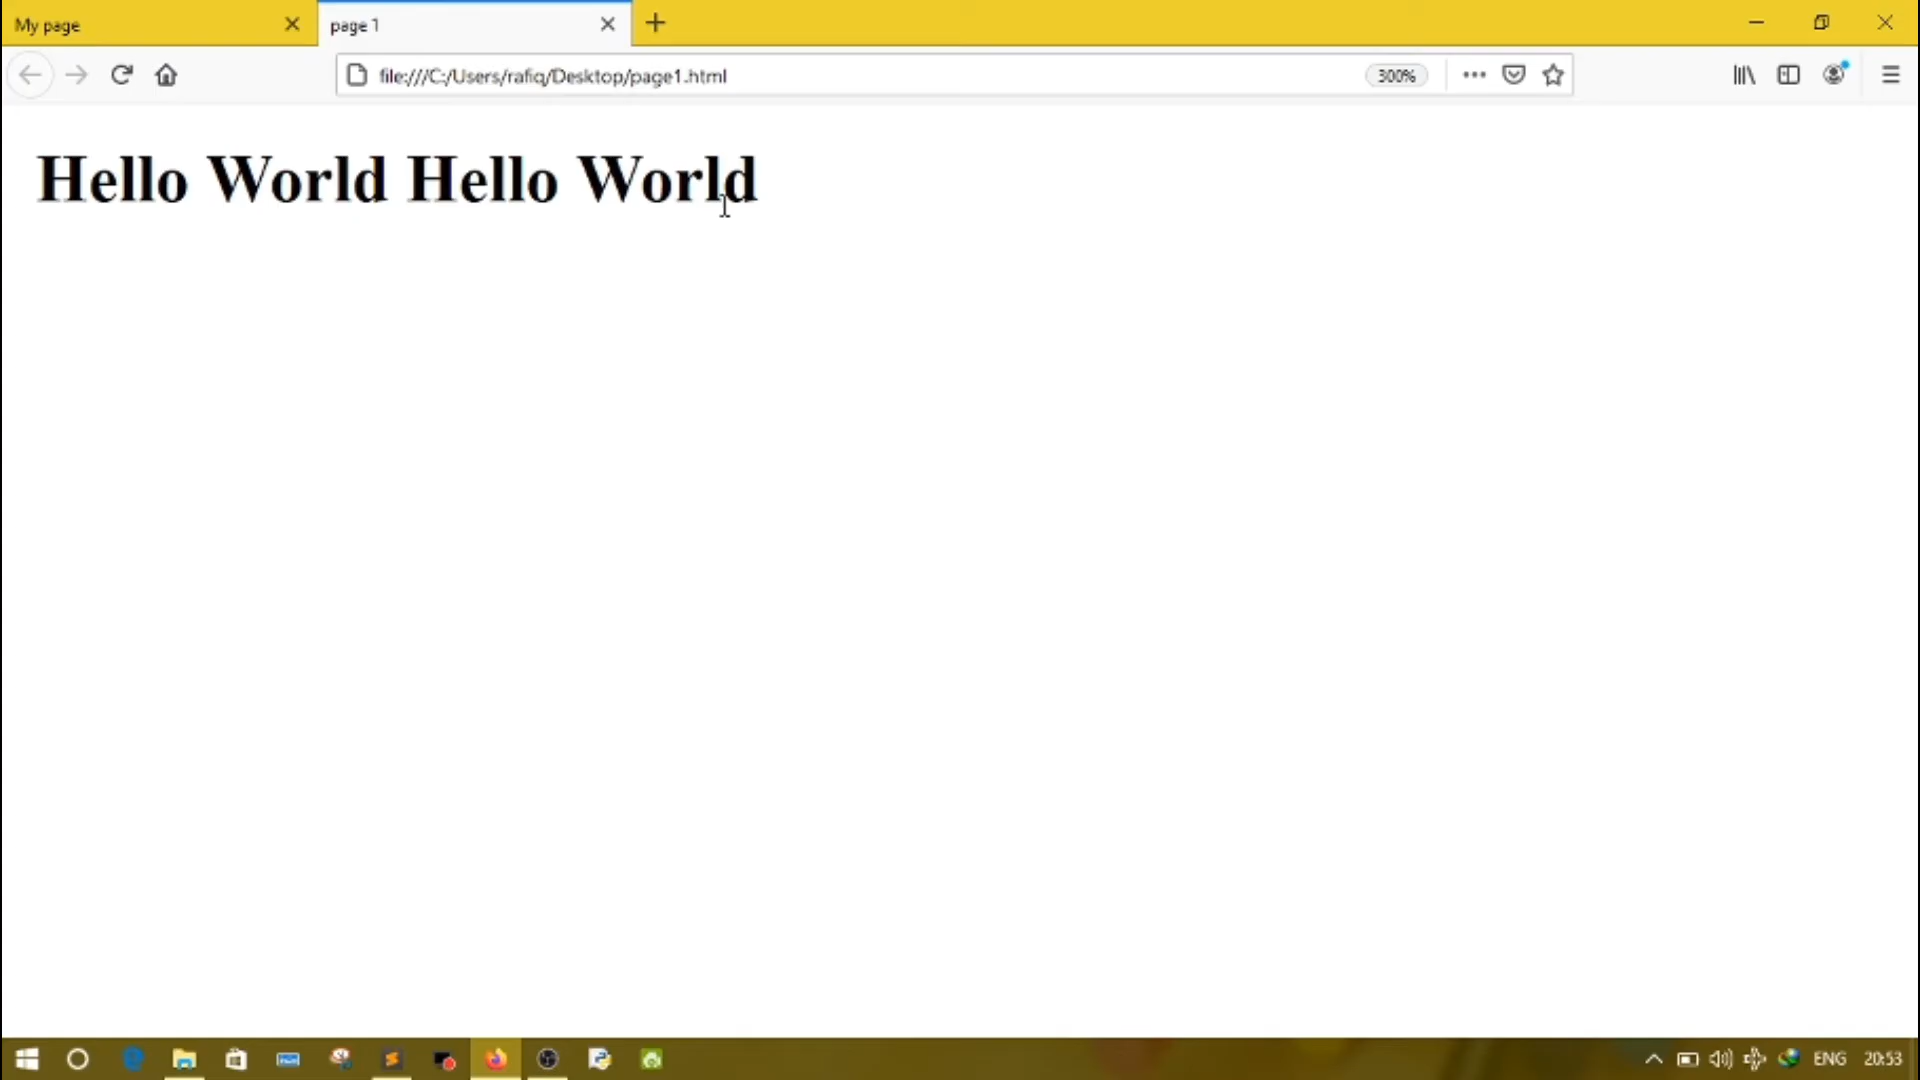 My page
page 1
file:///C:/Users/rafiq/Desktop/page1.html
300%
Hello World Hello World
ENG
20:53